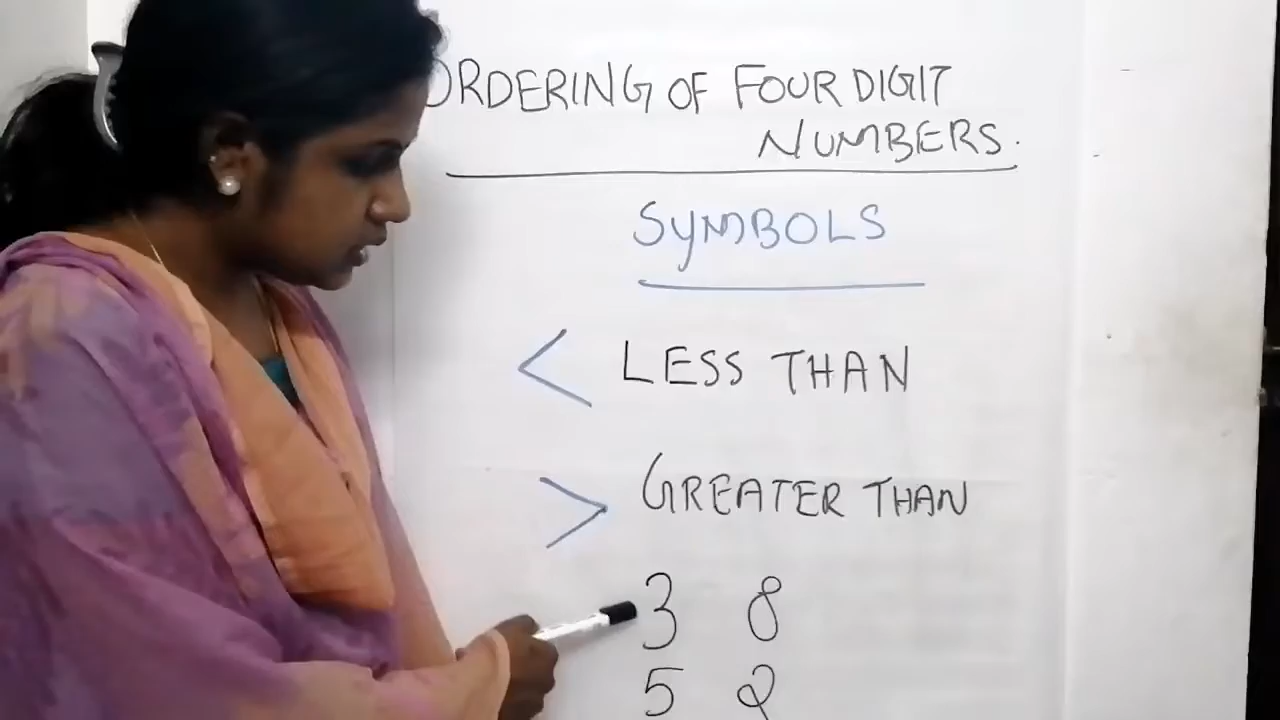 ORDERING OF FOUR DIGIT
NUMBERS.
SYMBOLS
< LESS THAN
> GREATER THAN
3 8
5 2